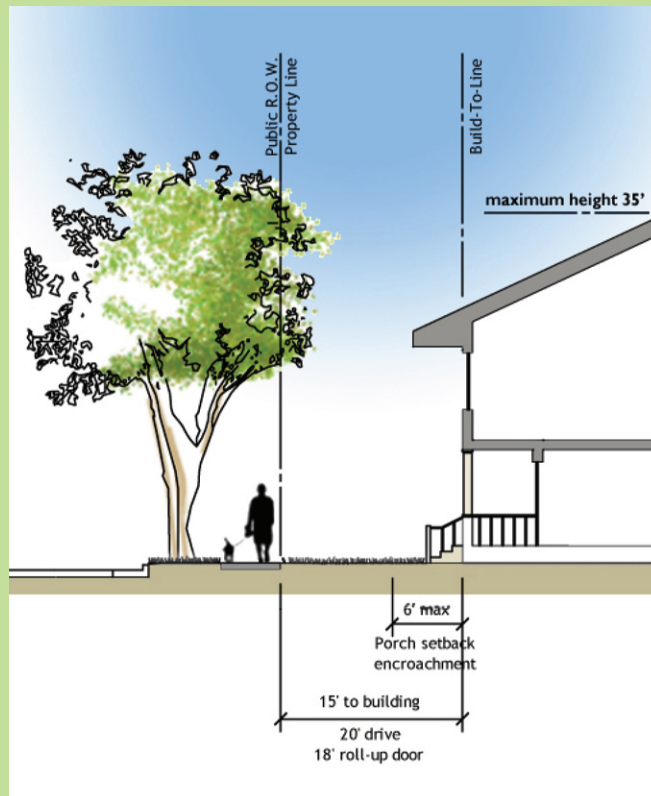 Public R.O.W.
Property Line
Build-To-Line
maximum height 35'
6' max
Porch setback
encroachment
15' to building
20' drive
18' roll-up door